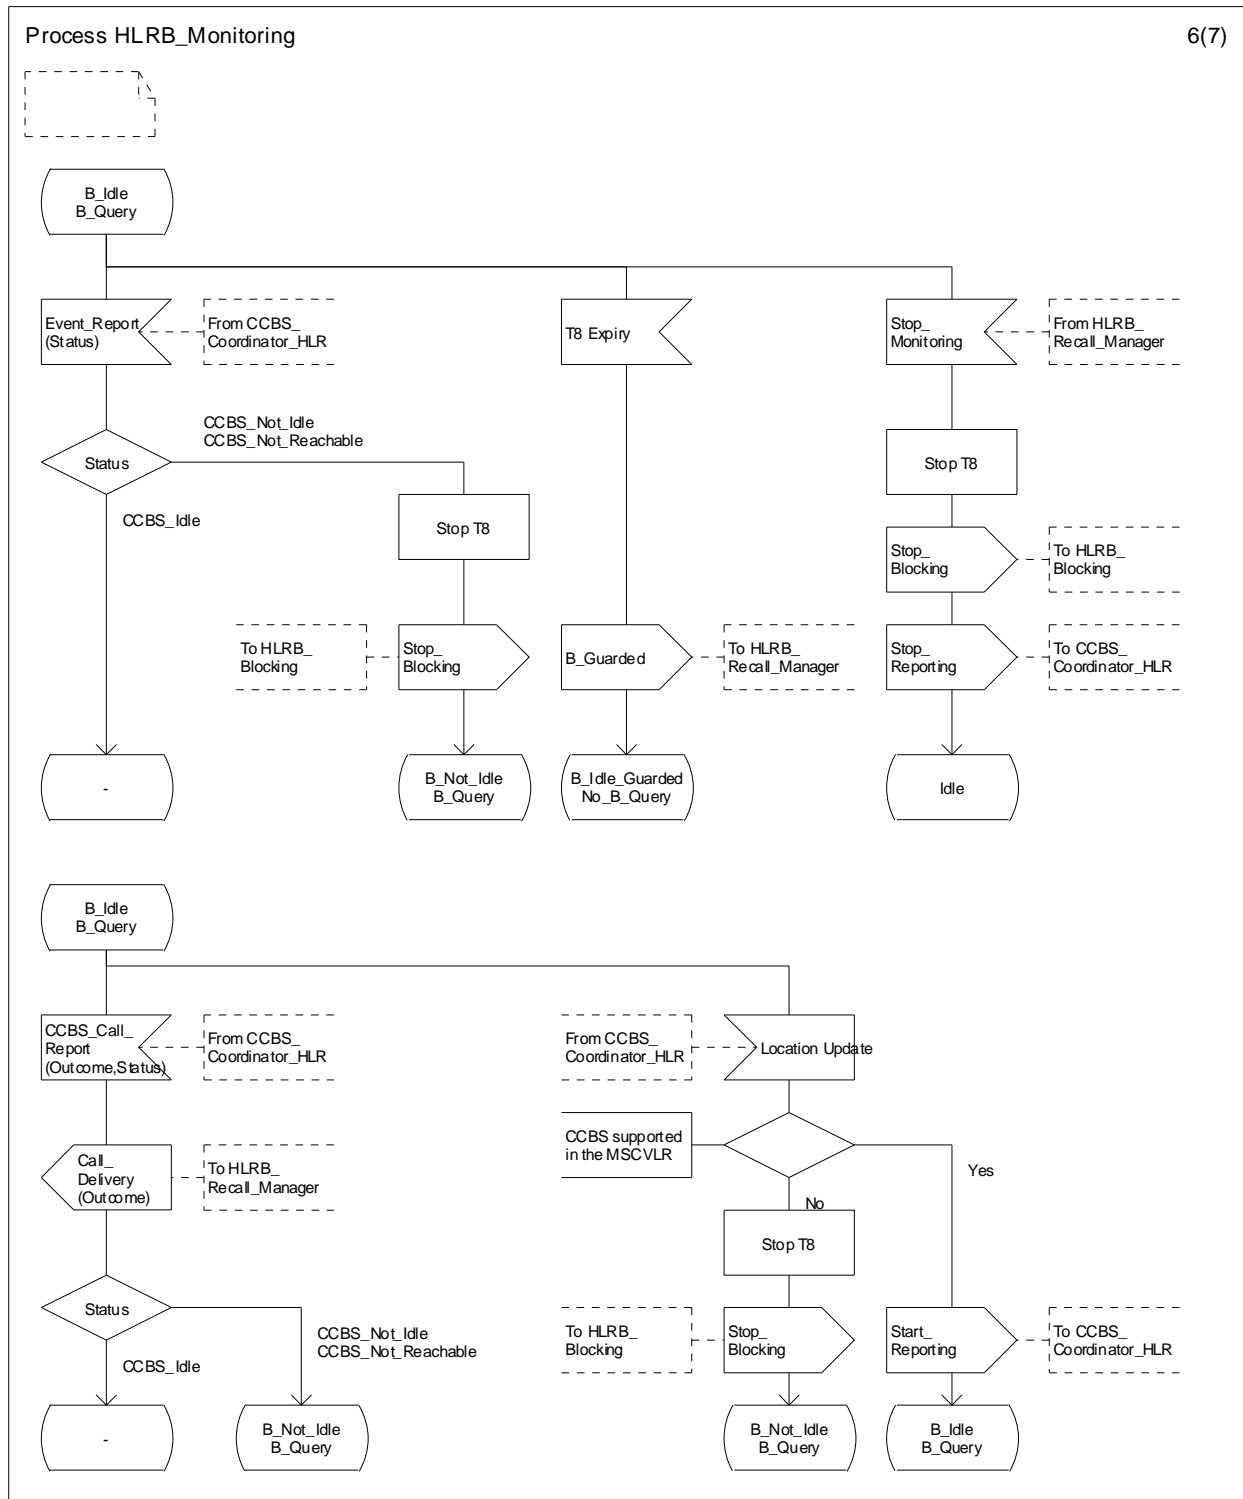 Process HLRB_Monitoring
6(7)
B_Idle
B_Query
Event_Report
(Status)
From CCBS_
Coordinator_HLR
T8 Expiry
Stop_
Monitoring
From HLRB_
Recall_Manager
Status
CCBS_Not_Idle
CCBS_Not_Reachable
CCBS_Idle
Stop T8
Stop T8
Stop_
Blocking
To HLRB_
Blocking
To HLRB_
Blocking
Stop_
Blocking
B_Guarded
To HLRB_
Recall_Manager
Stop_
Reporting
To CCBS_
Coordinator_HLR
-
B_Not_Idle
B_Query
B_Idle_Guarded
No_B_Query
Idle
B_Idle
B_Query
CCBS_Call_
Report
(Outcome,Status)
From CCBS_
Coordinator_HLR
From CCBS_
Coordinator_HLR
Location Update
Call_
Delivery
(Outcome)
To HLRB_
Recall_Manager
CCBS supported
in the MSCVLR
Yes
No
Stop T8
Status
CCBS_Not_Idle
CCBS_Not_Reachable
CCBS_Idle
To HLRB_
Blocking
Stop_
Blocking
Start_
Reporting
To CCBS_
Coordinator_HLR
-
B_Not_Idle
B_Query
B_Not_Idle
B_Query
B_Idle
B_Query